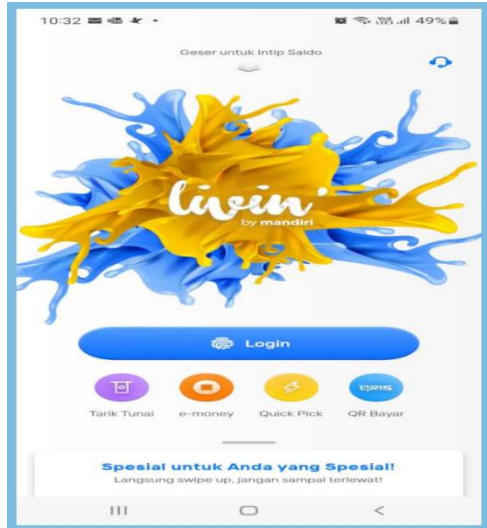 10:32
49%
Geser untuk Intip Saldo
livin'
by mandiri
Login
Tarik Tunai
e-money
Quick Pick
QRIS
QR Bayar
Spesial untuk Anda yang Spesial!
Langsung swipe up, jangan sampai terlewat!